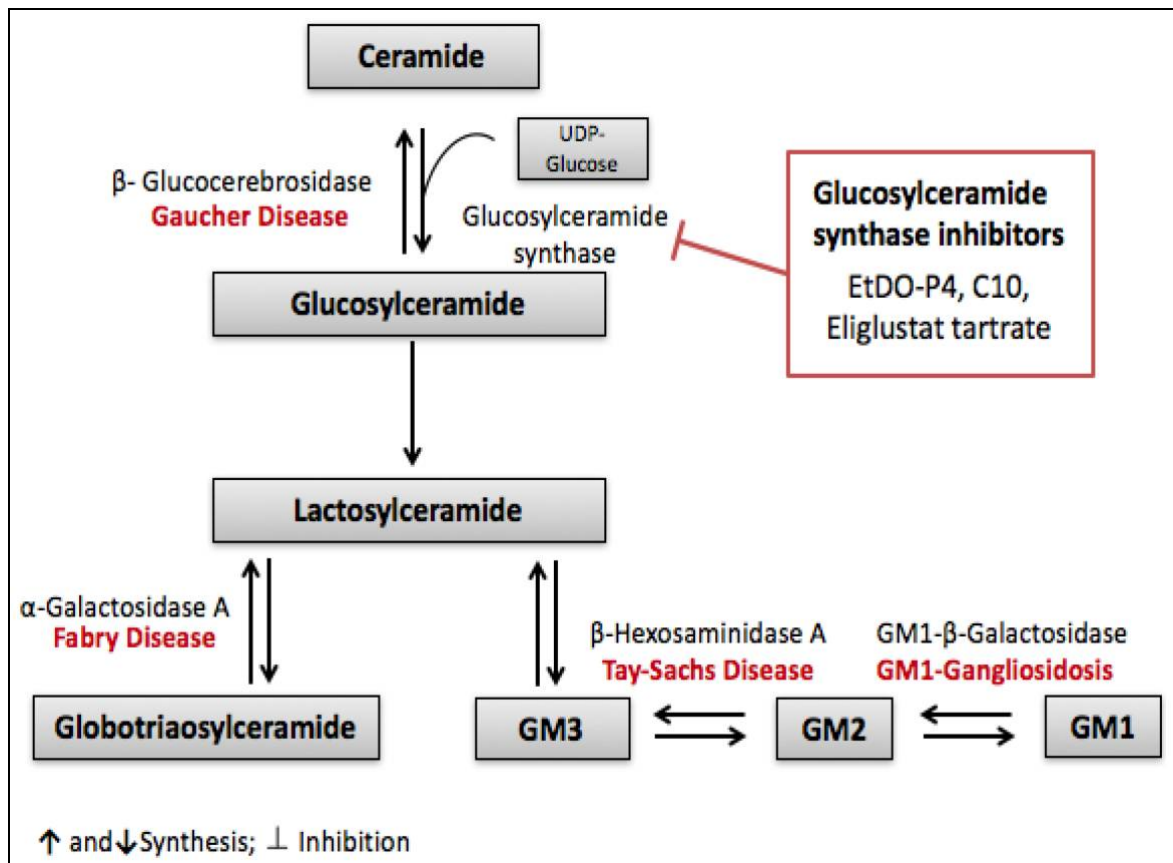 Ceramide
UDP-
Glucose
β- Glucocerebrosidase
Gaucher Disease
Glucosylceramide
synthase
Glucosylceramide
synthase inhibitors
EtDO-P4, C10,
Eliglustat tartrate
Glucosylceramide
Lactosylceramide
α-Galactosidase A
Fabry Disease
β-Hexosaminidase A
Tay-Sachs Disease
GM1-β-Galactosidase
GM1-Gangliosidosis
Globotriaosylceramide
GM3
GM2
GM1
↑ and↓Synthesis; ⊥ Inhibition